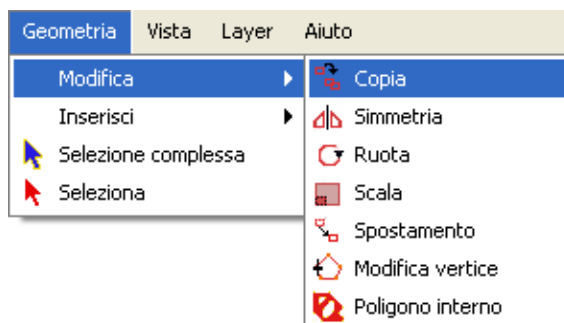 Geometria Vista Layer Aiuto
Modifica
Inserisci
Selezione complessa
Seleziona
Copia
Simmetria
Ruota
Scala
Spostamento
Modifica vertice
Poligono interno